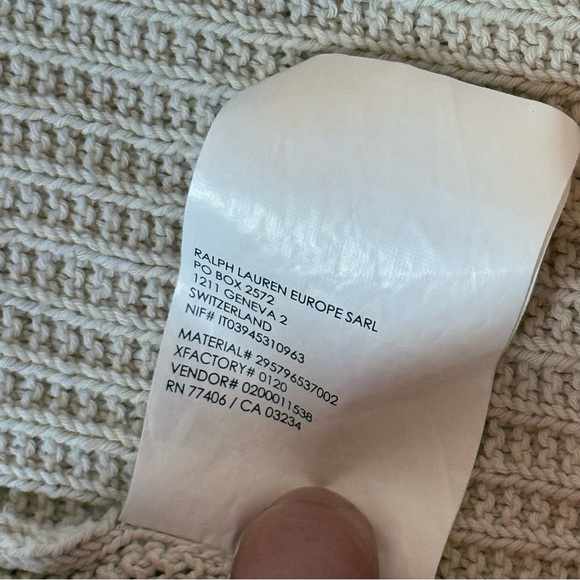 RALPH LAUREN EUROPE SARL
PO BOX 2572
1211 GENEVA 2
SWITZERLAND
NIF# IT03945310963
MATERIAL# 295796537002
XFACTORY# 0120
VENDOR# 0200011538
RN 77406 / CA 03234